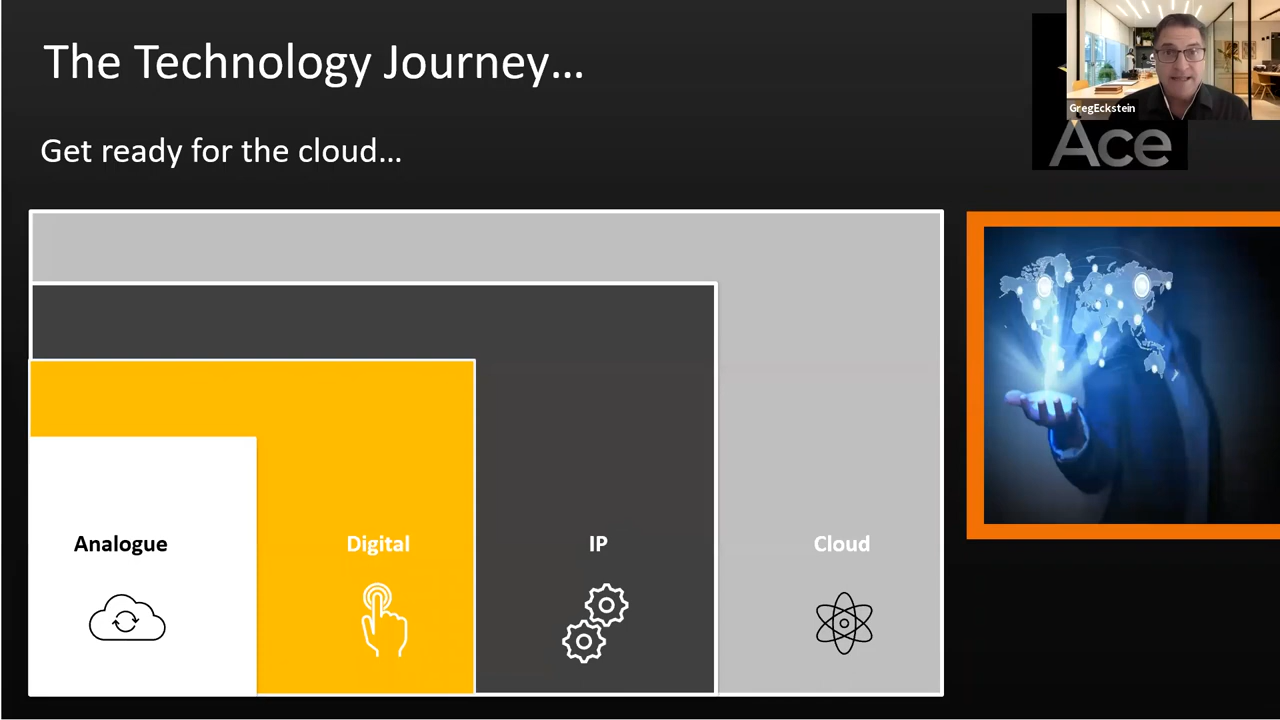 The Technology Journey...
Get ready for the cloud...
GregEckstein
Ace
Analogue
Digital
IP
Cloud